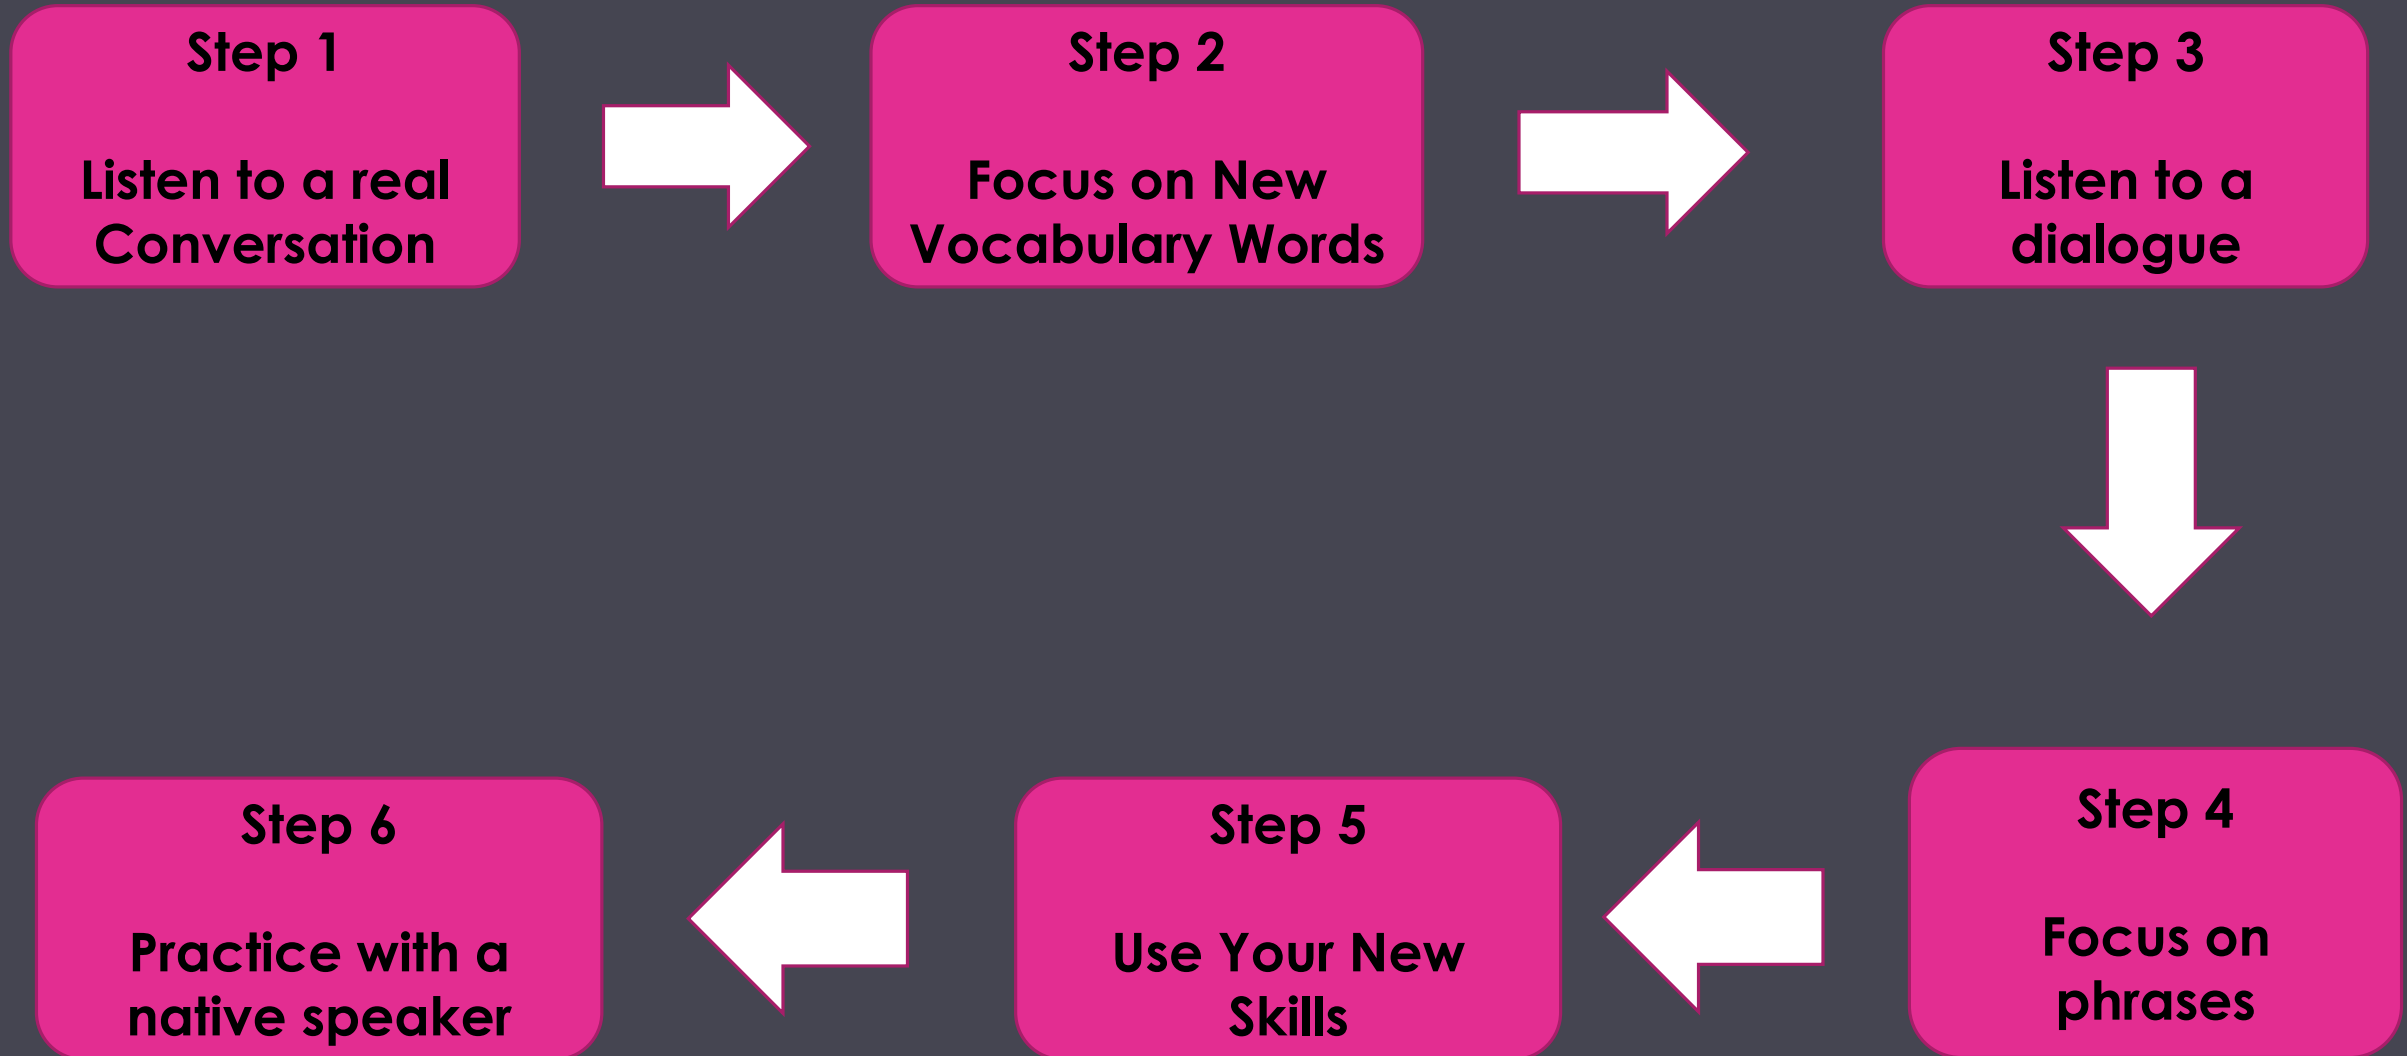 Step 1
Listen to a real
Conversation
Step 2
Focus on New
Vocabulary Words
Step 3
Listen to a
dialogue
Step 4
Focus on
phrases
Step 5
Use Your New
Skills
Step 6
Practice with a
native speaker